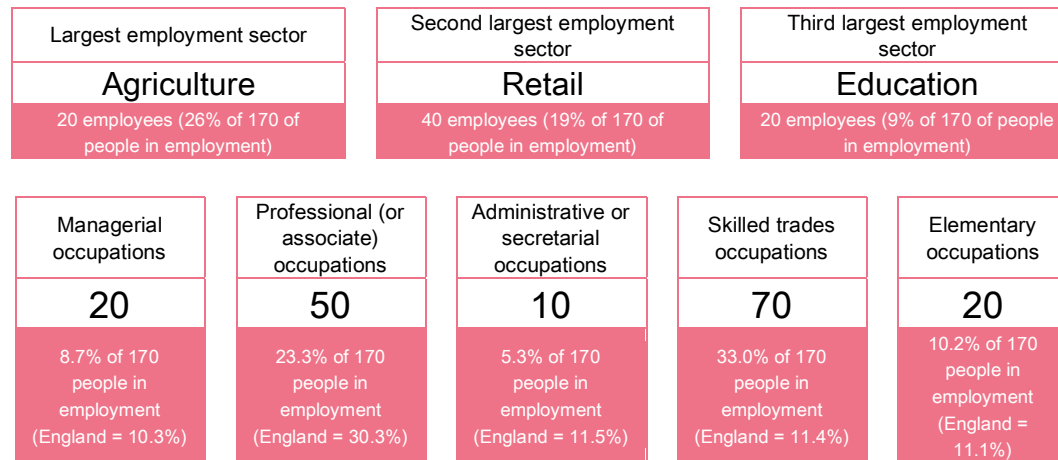 Largest employment sector
Agriculture
20 employees (26% of 170 of
people in employment)
Second largest employment
sector
Retail
40 employees (19% of 170 of
people in employment)
Third largest employment
sector
Education
20 employees (9% of 170 of people
in employment)
Managerial
occupations
20
8.7% of 170
people in
employment
(England = 10.3%)
Professional (or
associate)
occupations
50
23.3% of 170
people in
employment
(England = 30.3%)
Administrative or
secretarial
occupations
10
5.3% of 170
people in
employment
(England = 11.5%)
Skilled trades
occupations
70
33.0% of 170
people in
employment
(England = 11.4%)
Elementary
occupations
20
10.2% of 170
people in
employment
(England =
11.1%)